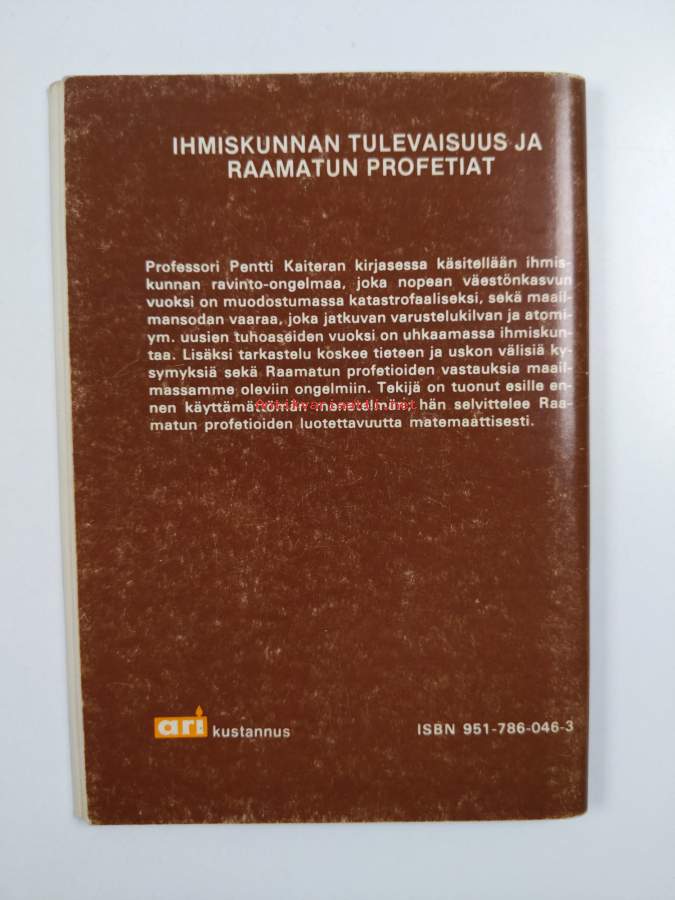 IHMISKUNNAN TULEVAISUUS JA
RAAMATUN PROFETIAT
Professori Pentti Kaiteran kirjasessa käsitellään ihmis-
kunnan ravinto-ongelmaa, joka nopean väestönkasvun
vuoksi on muodostumassa katastrofaaliseksi, sekä maail-
mansodan vaaraa, joka jatkuvan varustelukilvan ja atomi-
ym. uusien tuhoaseiden vuoksi on uhkaamassa ihmiskun-
taa. Lisäksi tarkastelu koskee tieteen ja uskon välisiä ky-
symyksiä sekä Raamatun profetioiden vastauksia maail-
massamme oleviin ongelmiin. Tekijä on tuonut esille en-
nen käyttämättömän menetelmän: hän selvittelee Raa-
matun profetioiden luotettavuutta matemaattisesti.
ari kustannus
ISBN 951-786-046-3